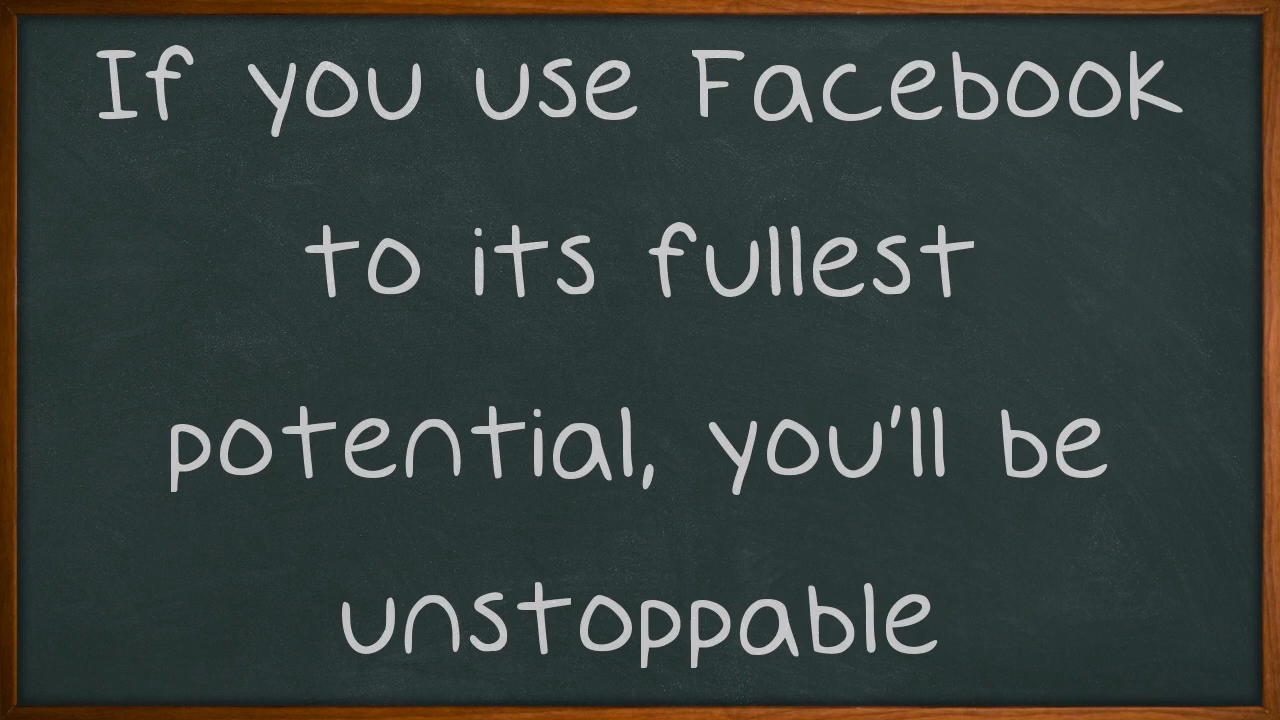 If you use Facebook
to its fullest
potential, you'll be
unstoppable